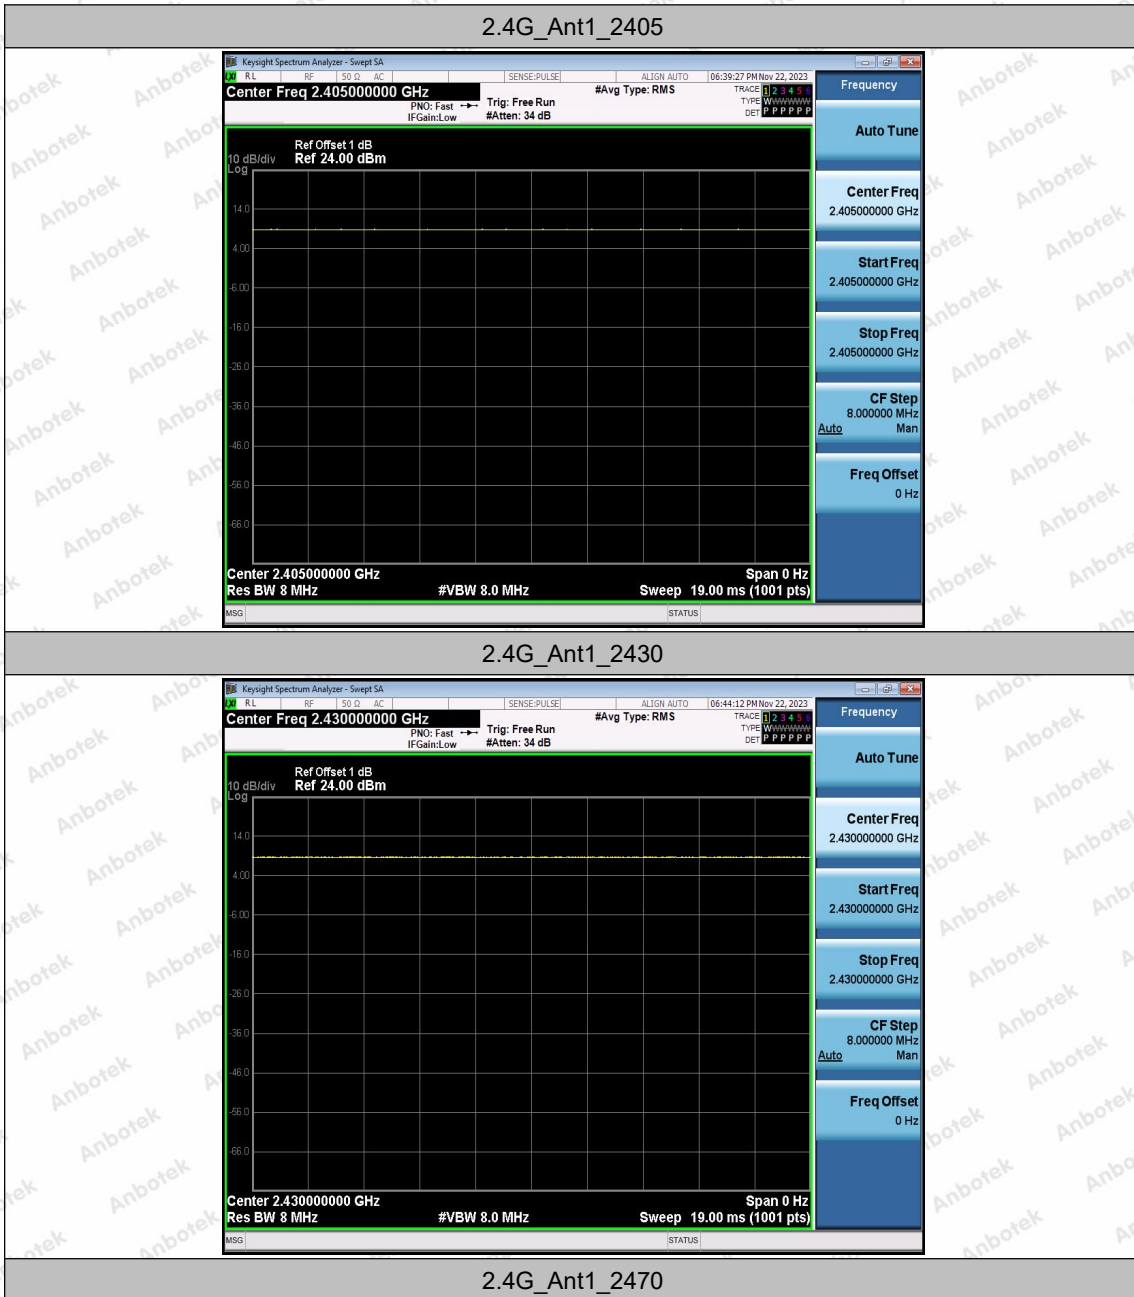 2.4G_Ant1_2405
Keysight Spectrum Analyzer - Swept SA
LXI RL RF 50 Ω AC SENSE:PULSE ALIGN AUTO 06:39:27 PM Nov 22, 2023
Center Freq 2.405000000 GHz
PNO: Fast
IFGain:Low
Trig: Free Run
#Atten: 34 dB
#Avg Type: RMS
TRACE 1 2 3 4 5 6
TYPE WWWWWW
DET P P P P P P
Frequency
Auto Tune
Center Freq
2.405000000 GHz
Start Freq
2.405000000 GHz
Stop Freq
2.405000000 GHz
CF Step
8.000000 MHz
Auto Man
Freq Offset
0 Hz
Ref Offset 1 dB
10 dB/div Ref 24.00 dBm
Log
14.0
4.00
-6.00
-16.0
-26.0
-36.0
-46.0
-56.0
-66.0
Center 2.405000000 GHz Span 0 Hz
Res BW 8 MHz #VBW 8.0 MHz Sweep 19.00 ms (1001 pts)
MSG STATUS
2.4G_Ant1_2430
Keysight Spectrum Analyzer - Swept SA
LXI RL RF 50 Ω AC SENSE:PULSE ALIGN AUTO 06:44:12 PM Nov 22, 2023
Center Freq 2.430000000 GHz
PNO: Fast
IFGain:Low
Trig: Free Run
#Atten: 34 dB
#Avg Type: RMS
TRACE 1 2 3 4 5 6
TYPE WWWWWW
DET P P P P P P
Frequency
Auto Tune
Center Freq
2.430000000 GHz
Start Freq
2.430000000 GHz
Stop Freq
2.430000000 GHz
CF Step
8.000000 MHz
Auto Man
Freq Offset
0 Hz
Ref Offset 1 dB
10 dB/div Ref 24.00 dBm
Log
14.0
4.00
-6.00
-16.0
-26.0
-36.0
-46.0
-56.0
-66.0
Center 2.430000000 GHz Span 0 Hz
Res BW 8 MHz #VBW 8.0 MHz Sweep 19.00 ms (1001 pts)
MSG STATUS
2.4G_Ant1_2470
Anbotek